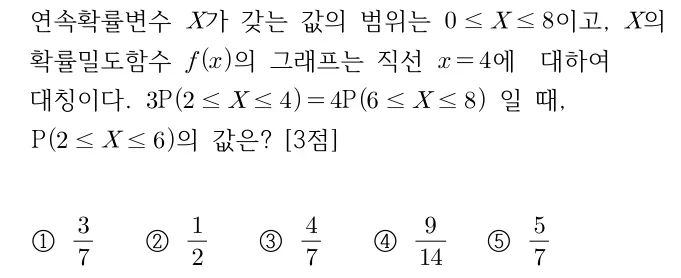 연속확률변수 X가 갖는 값의 범위는 0 ≤ X ≤ 8이고, X의
확률밀도함수 f(x)의 그래프는 직선 x = 4에 대하여
대칭이다. 3P(2 ≤ X ≤ 4) = 4P(6 ≤ X ≤ 8) 일 때,
P(2 ≤ X ≤ 6)의 값은? [3점]
① 3/7 ② 1/2 ③ 4/7 ④ 9/14 ⑤ 5/7